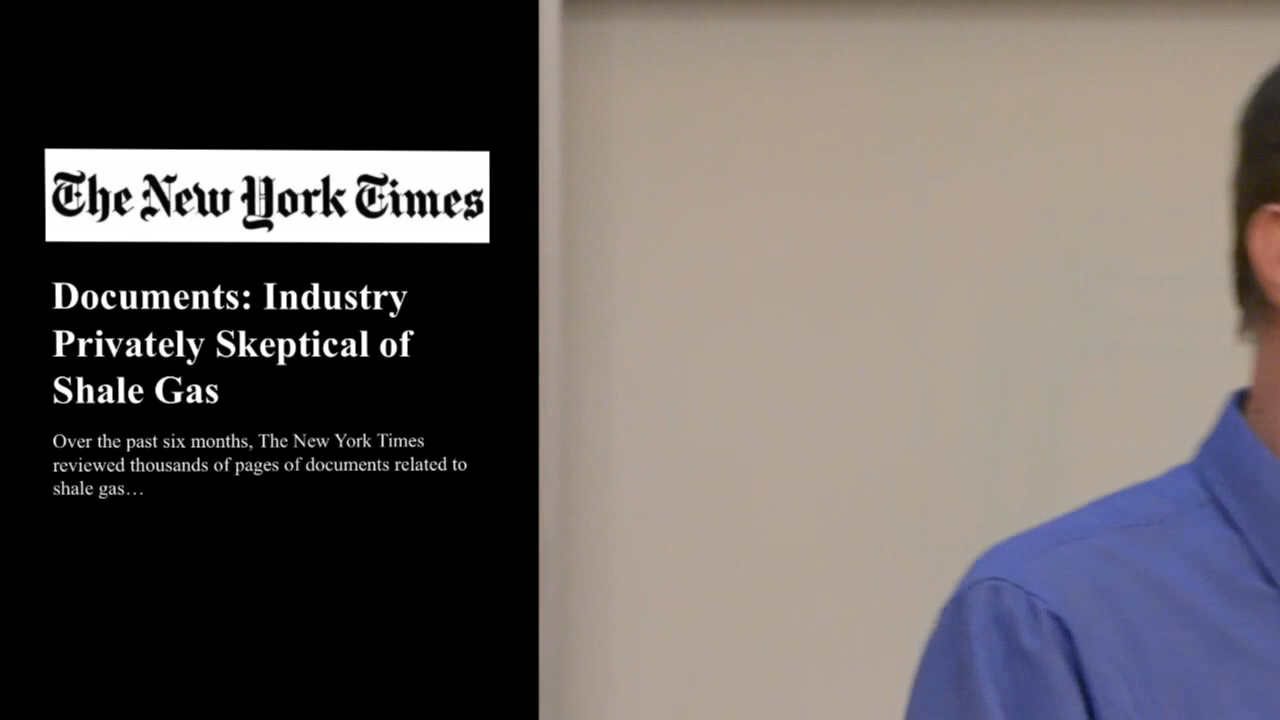 The New York Times
Documents: Industry
Privately Skeptical of
Shale Gas
Over the past six months, The New York Times
reviewed thousands of pages of documents related to
shale gas…